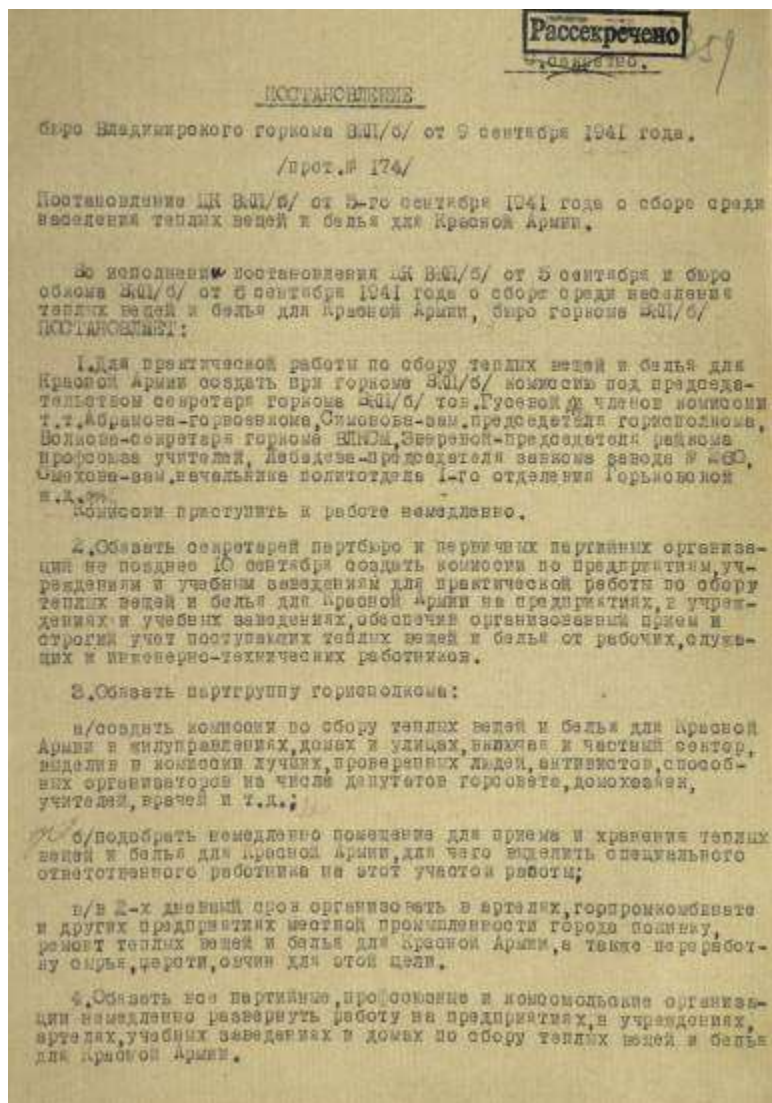 Рассекречено
359
С.секретно.
ПОСТАНОВЛЕНИЕ
бюро Владимирского горкома ВКП/б/ от 9 сентября 1941 года.
/прот.№ 174/
Постановление ЦК ВКП/б/ от 5-го сентября 1941 года о сборе среди
населения теплых вещей и белья для Красной Армии.
Во исполнении постановления ЦК ВКП/б/ от 5 сентября и бюро
обкома ВКП/б/ от 6 сентября 1941 года о сборе среди населения
теплых вещей и белья для Красной Армии, бюро горкома ВКП/б/
ПОСТАНОВЛЯЕТ:
1.Для практической работы по сбору теплых вещей и белья для
Красной Армии создать при горкоме ВКП/б/ комиссию под председа-
тельством секретаря горкома ВКП/б/ тов.Гусевой и членов комиссии
т.т.Абрамова-горвоенкома,Симонова-зам.председателя горисполкома,
Волкова-секретаря горкома ВЛКСМ,Зверевой-председателя райкома
профсоюза учителей, Лебедева-председателя завкома завода № 260,
Смехова-зам.начальника политотдела 1-го отделения Горьковской
ж.д.
Комиссии приступить к работе немедленно.
2.Обязать секретарей партбюро и первичных партийных организа-
ций не позднее 10 сентября создать комиссии по предприятиям,уч-
реждениям и учебным заведениям для практической работы по сбору
теплых вещей и белья для Красной Армии на предприятиях,в учреж-
дениях и учебных заведениях,обеспечив организованный прием и
строгий учет поступающих теплых вещей и белья от рабочих,служа-
щих и инженерно-технических работников.
3.Обязать партгруппу горисполкома:
а/создать комиссии по сбору теплых вещей и белья для Красной
Армии в жилуправлениях,домах и улицах,включая и частный сектор,
выделив в комиссии лучших,проверенных людей,активистов,способ-
ных организаторов из числа депутатов горсовета,домохозяек,
учителей,врачей и т.д.;
б/подобрать немедленно помещение для приема и хранения теплых
вещей и белья для Красной Армии,для чего выделить специального
ответственного работника на этот участок работы;
в/в 2-х дневный срок организовать в артелях,горпромкомбинате
и других предприятиях местной промышленности города починку,
ремонт теплых вещей и белья для Красной Армии,а также переработ-
ку сырья,шерсти,овчин для этой цели.
4.Обязать все партийные,профсоюзные и комсомольские организа-
ции немедленно развернуть работу на предприятиях,в учреждениях,
артелях,учебных заведениях и домах по сбору теплых вещей и белья
для Красной Армии.